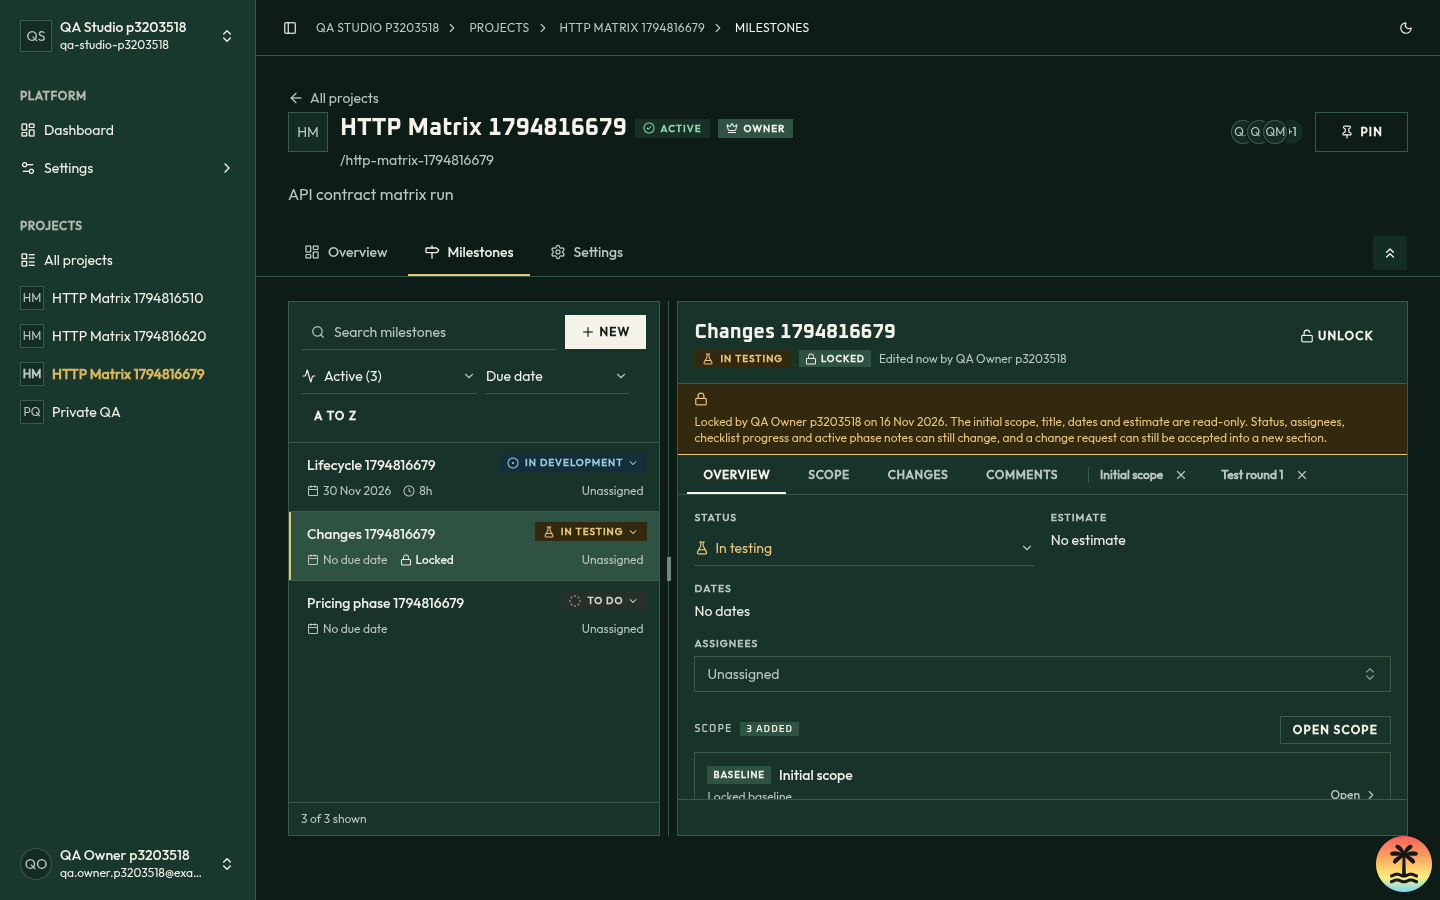 QS
QA Studio p3203518
qa-studio-p3203518
PLATFORM
Dashboard
Settings
PROJECTS
All projects
HM HTTP Matrix 1794816510
HM HTTP Matrix 1794816620
HM HTTP Matrix 1794816679
PQ Private QA
QO
QA Owner p3203518
qa.owner.p3203518@exa...
QA STUDIO P3203518 > PROJECTS > HTTP MATRIX 1794816679 > MILESTONES
All projects
HM
HTTP Matrix 1794816679 ACTIVE OWNER
/http-matrix-1794816679
Q Q QM +1
PIN
API contract matrix run
Overview Milestones Settings
Search milestones
NEW
Active (3) Due date
A TO Z
Lifecycle 1794816679 IN DEVELOPMENT
30 Nov 2026 8h Unassigned
Changes 1794816679 IN TESTING
No due date Locked Unassigned
Pricing phase 1794816679 TO DO
No due date Unassigned
3 of 3 shown
Changes 1794816679
UNLOCK
IN TESTING LOCKED Edited now by QA Owner p3203518
Locked by QA Owner p3203518 on 16 Nov 2026. The initial scope, title, dates and estimate are read-only. Status, assignees,
checklist progress and active phase notes can still change, and a change request can still be accepted into a new section.
OVERVIEW SCOPE CHANGES COMMENTS Initial scope Test round 1
STATUS
In testing
ESTIMATE
No estimate
DATES
No dates
ASSIGNEES
Unassigned
SCOPE 3 ADDED
OPEN SCOPE
BASELINE Initial scope
Locked baseline
Open